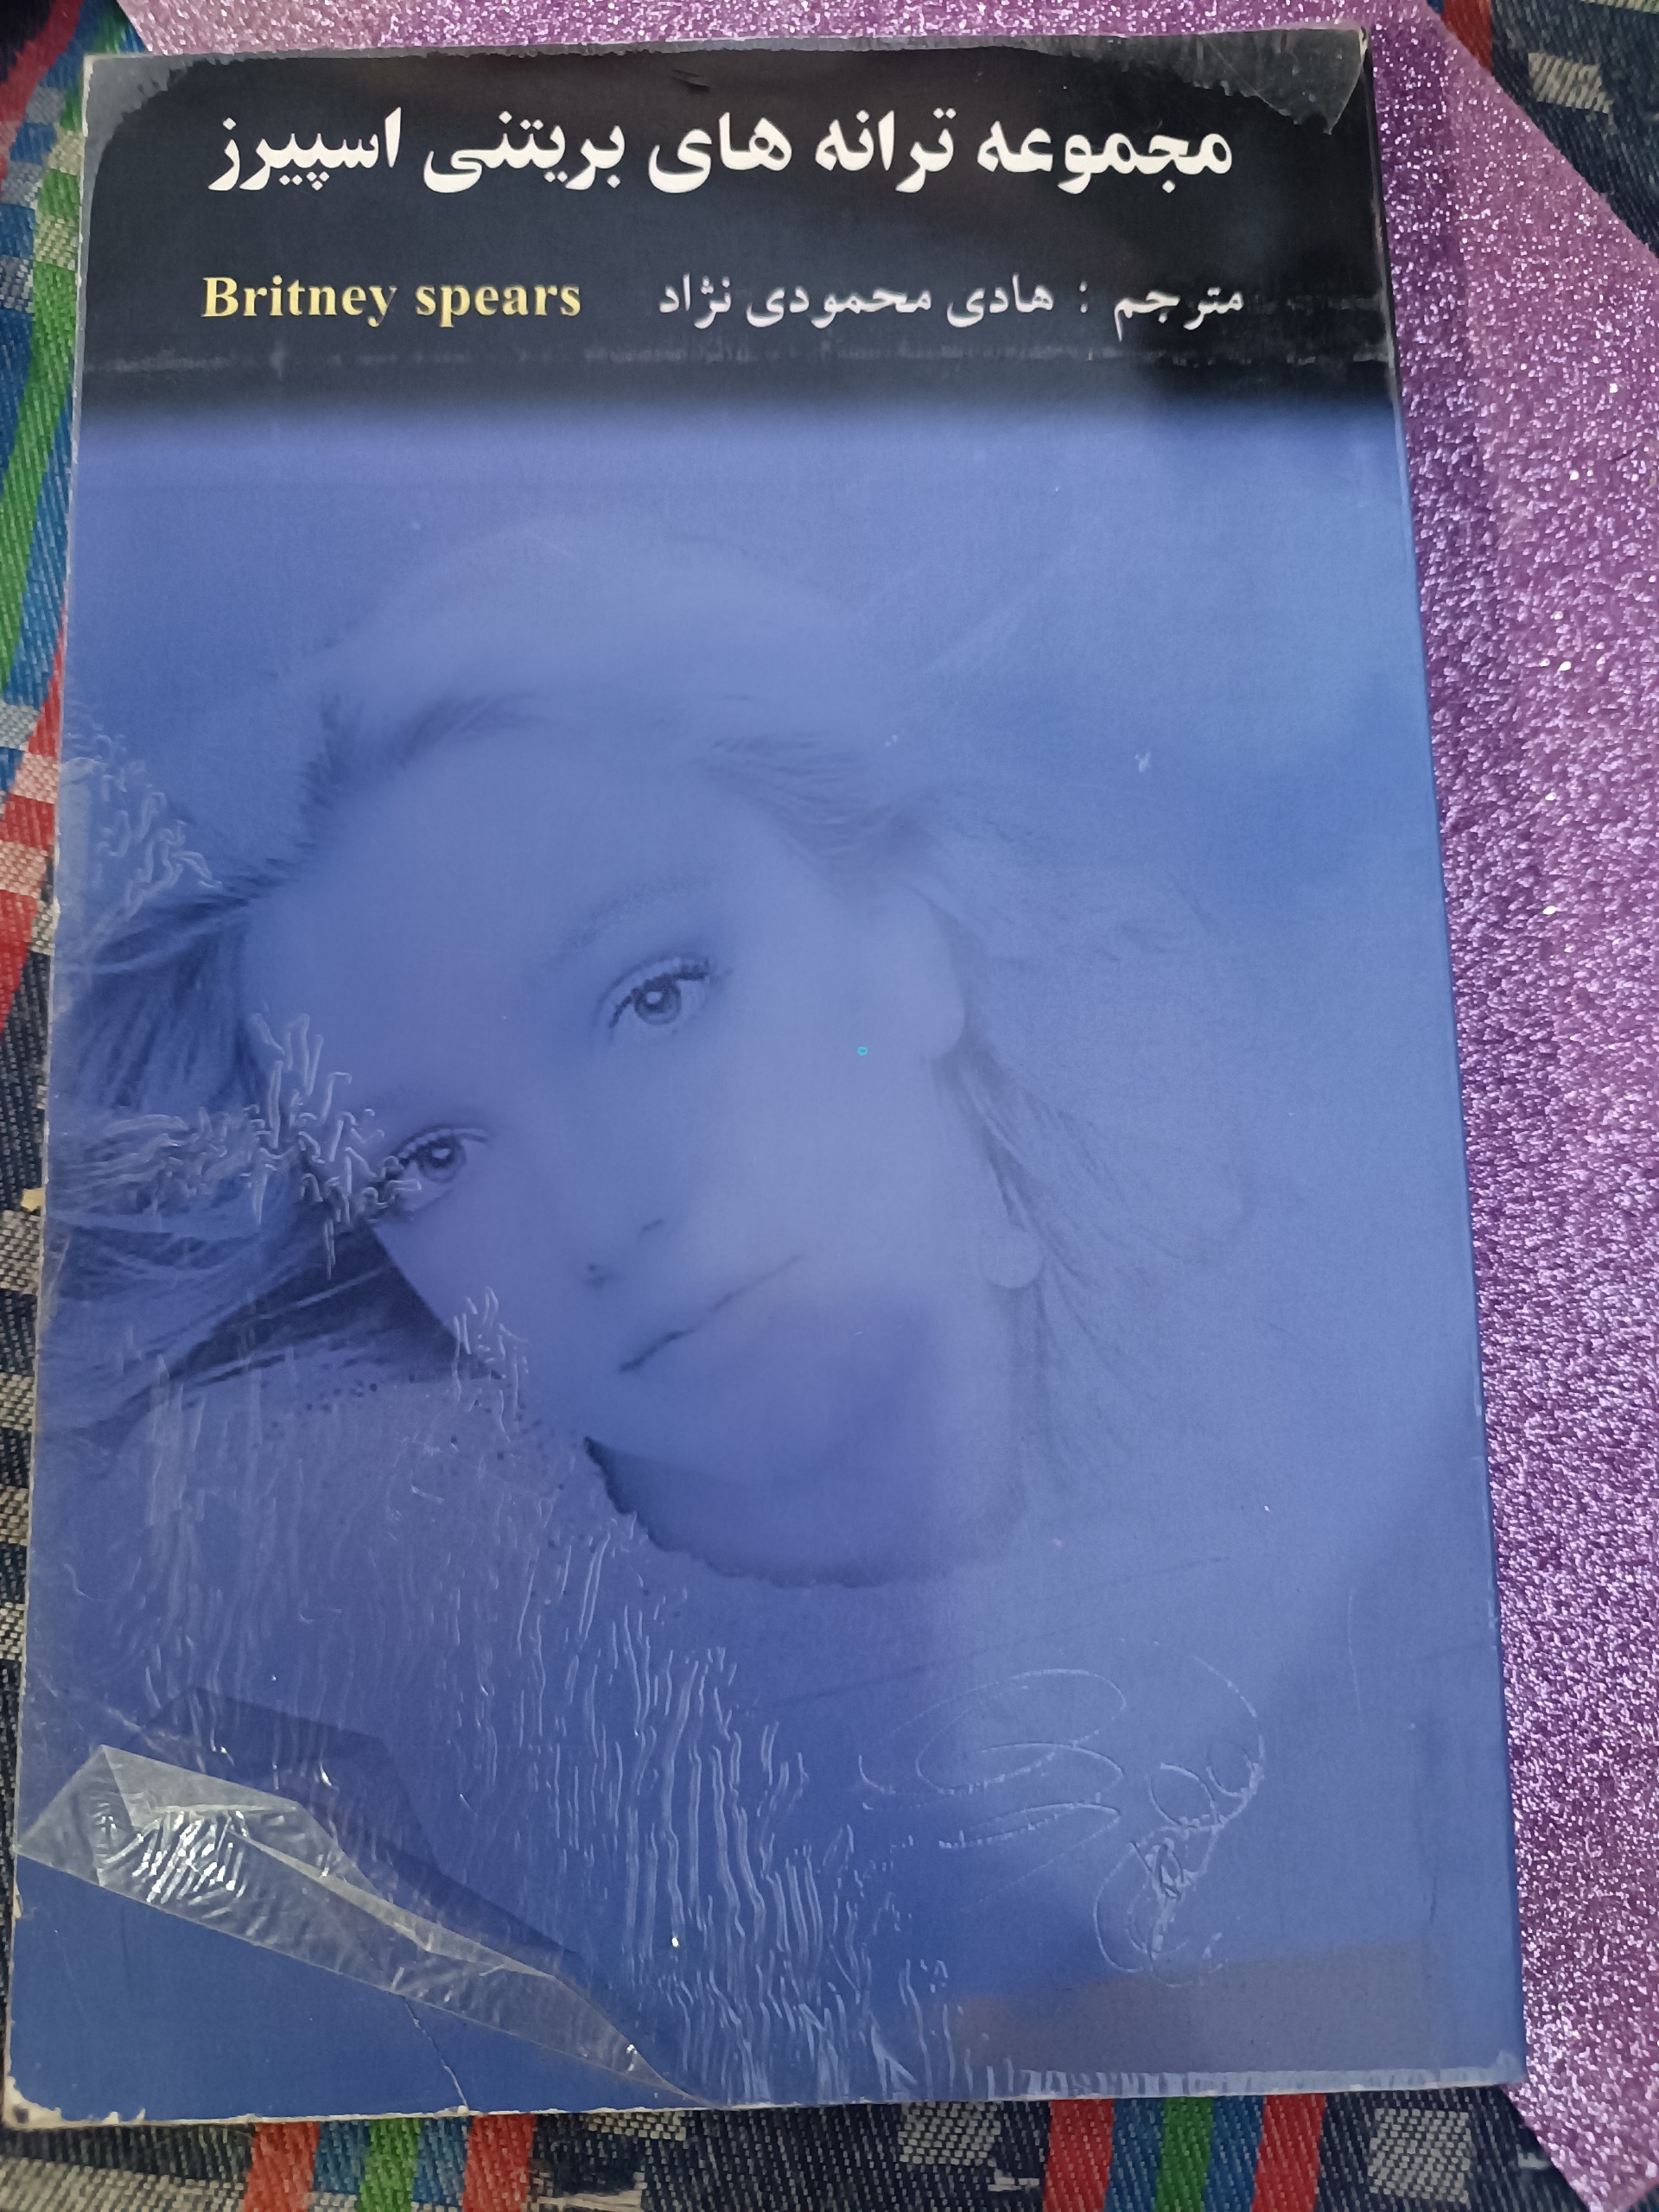 مجموعه ترانه های بریتنی اسپیرز
مترجم : هادی محمودی نژاد Britney spears